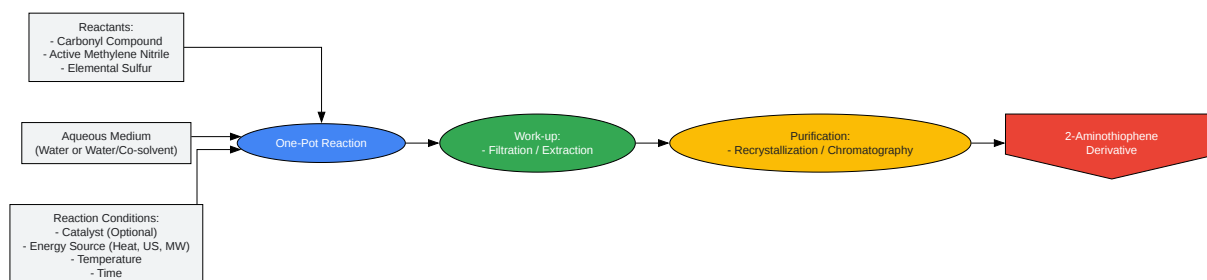 Reactants:
- Carbonyl Compound
- Active Methylene Nitrile
- Elemental Sulfur
Aqueous Medium
(Water or Water/Co-solvent)
Reaction Conditions:
- Catalyst (Optional)
- Energy Source (Heat, US, MW)
- Temperature
- Time
One-Pot Reaction
Work-up:
- Filtration / Extraction
Purification:
- Recrystallization / Chromatography
2-Aminothiophene
Derivative